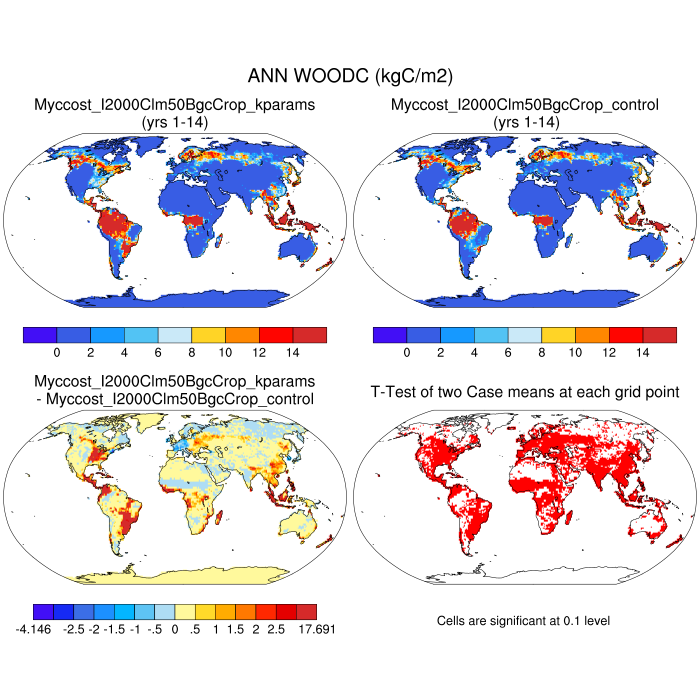 ANN WOODC (kgC/m2)
Myccost_I2000Clm50BgcCrop_kparams
(yrs 1-14)
Myccost_I2000Clm50BgcCrop_control
(yrs 1-14)
0 2 4 6 8 10 12 14
0 2 4 6 8 10 12 14
Myccost_I2000Clm50BgcCrop_kparams
- Myccost_I2000Clm50BgcCrop_control
T-Test of two Case means at each grid point
-4.146 -2.5 -2 -1.5 -1 -.5 0 .5 1 1.5 2 2.5 17.691
Cells are significant at 0.1 level